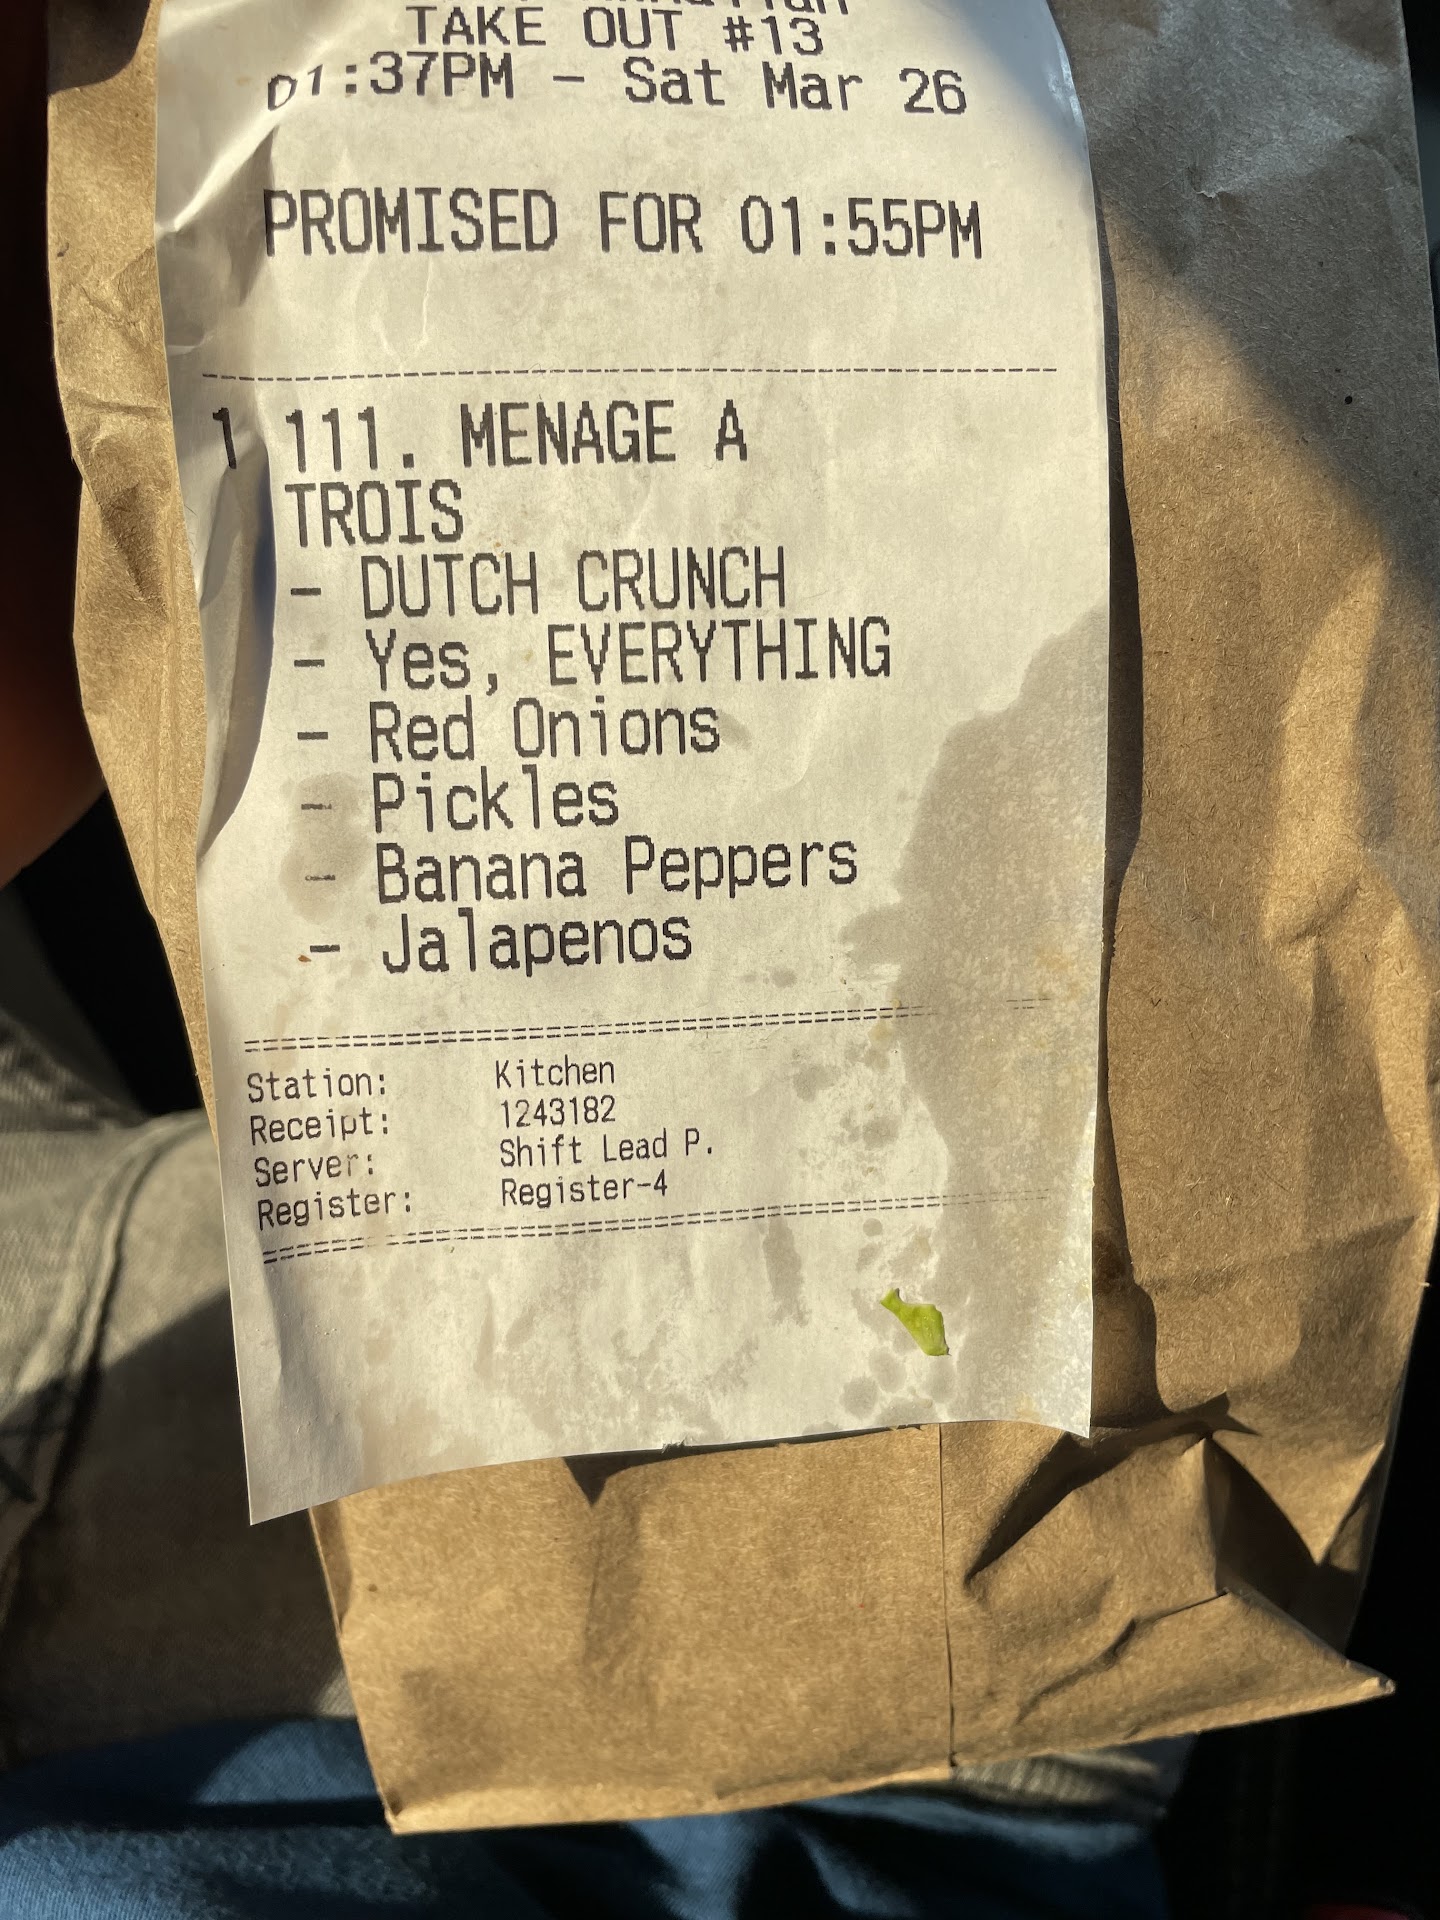 TAKE OUT #13
01:37PM - Sat Mar 26
PROMISED FOR 01:55PM
1 111. MENAGE A
TROIS
- DUTCH CRUNCH
- Yes, EVERYTHING
- Red Onions
- Pickles
- Banana Peppers
- Jalapenos
Station: Kitchen
Receipt: 1243182
Server: Shift Lead P.
Register: Register-4